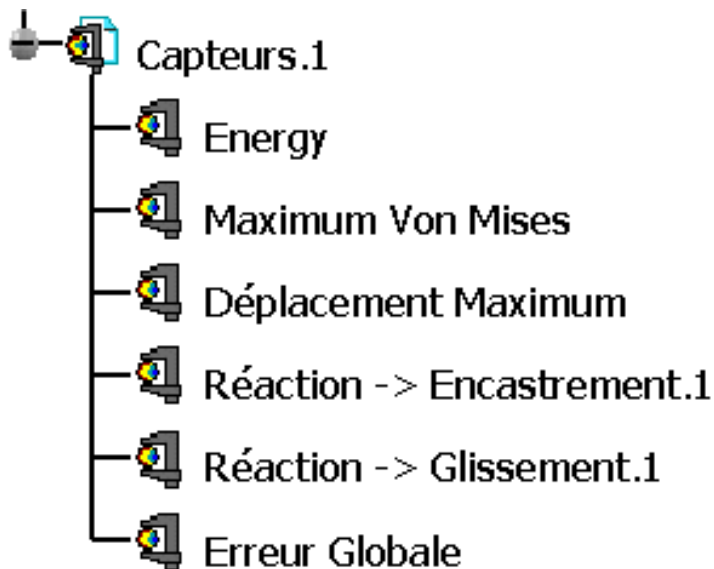 Capteurs.1
Energy
Maximum Von Mises
Déplacement Maximum
Réaction -> Encastrement.1
Réaction -> Glissement.1
Erreur Globale